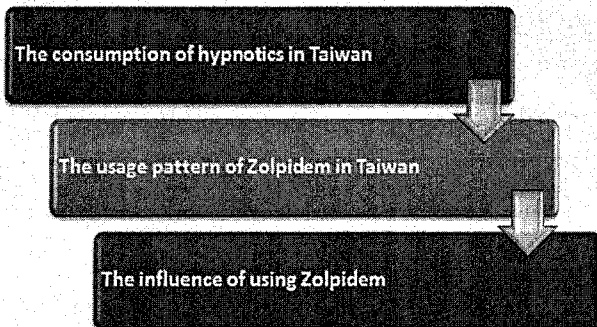 The consumption of hypnotics in Taiwan
The usage pattern of Zolpidem in Taiwan
The influence of using Zolpidem